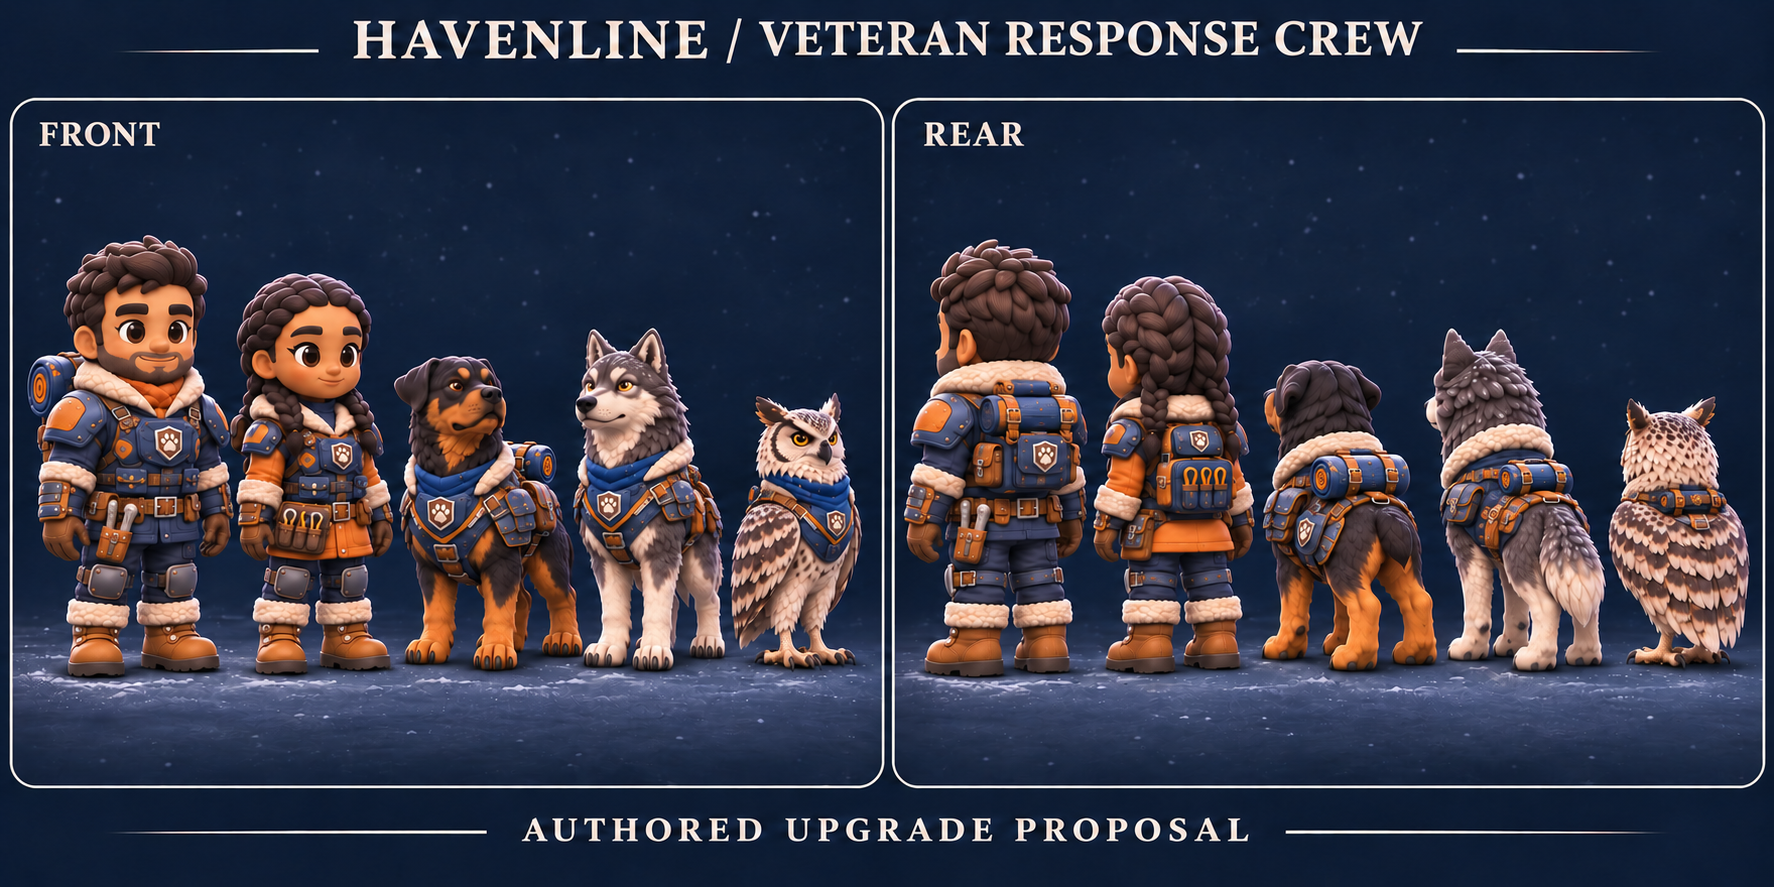 HAVENLINE / VETERAN RESPONSE CREW
FRONT
REAR
AUTHORED UPGRADE PROPOSAL